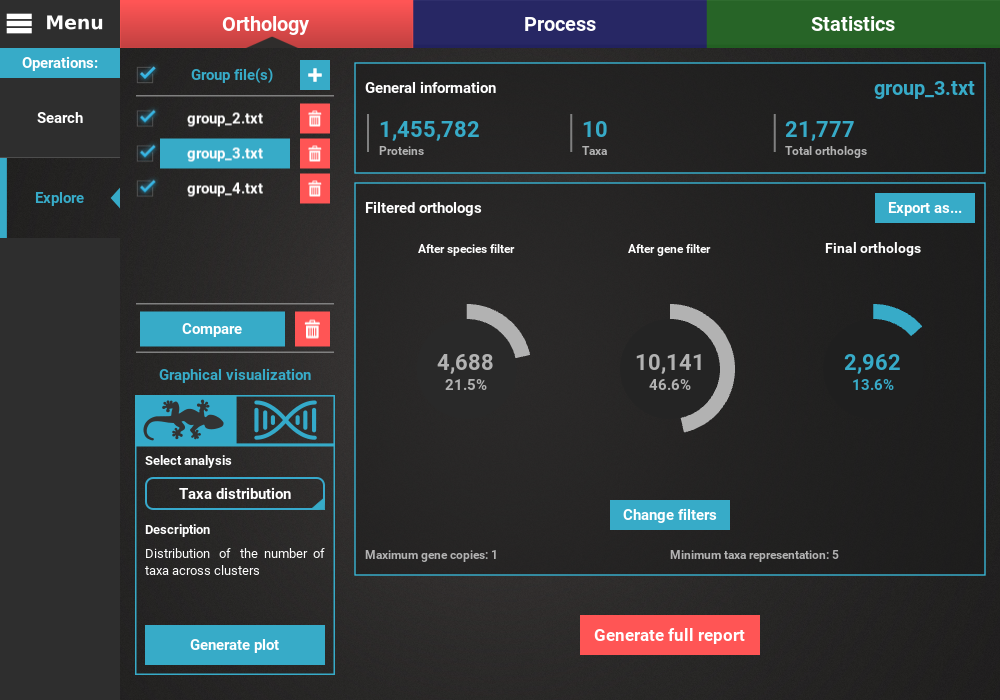 Menu
Orthology
Process
Statistics
Operations:
Search
Explore
Group file(s)
group_2.txt
group_3.txt
group_4.txt
Compare
Graphical visualization
Select analysis
Taxa distribution
Description
Distribution of the number of
taxa across clusters
Generate plot
General information
group_3.txt
1,455,782
Proteins
10
Taxa
21,777
Total orthologs
Filtered orthologs
Export as...
After species filter
4,688
21.5%
After gene filter
10,141
46.6%
Final orthologs
2,962
13.6%
Change filters
Maximum gene copies: 1
Minimum taxa representation: 5
Generate full report